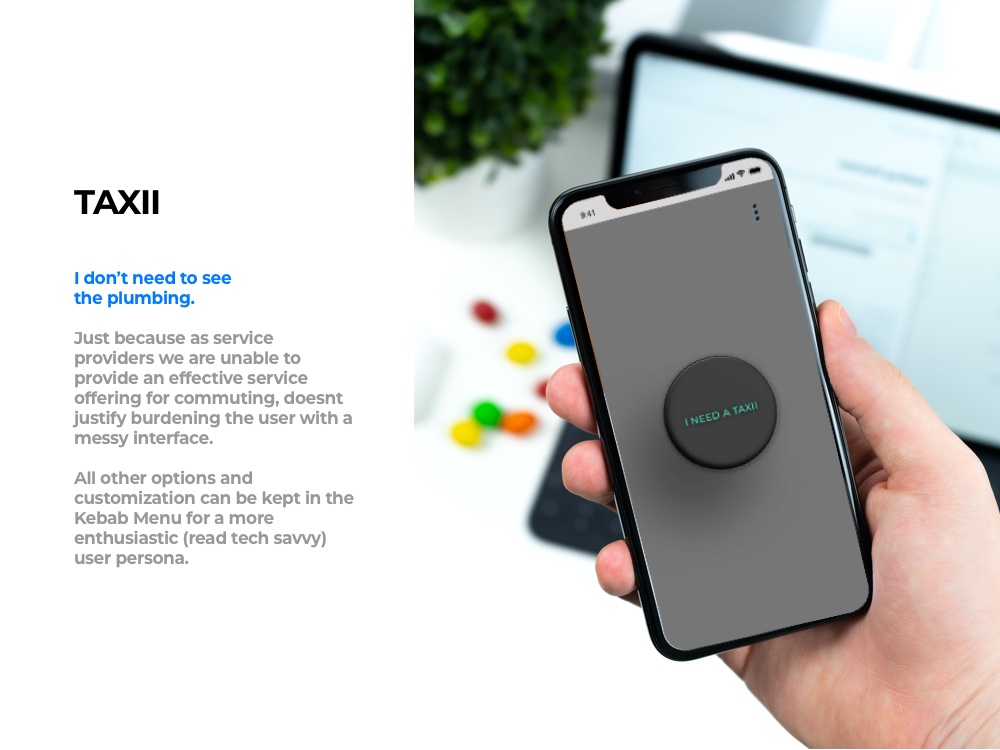 TAXII
I don’t need to see
the plumbing.
Just because as service
providers we are unable to
provide an effective service
offering for commuting, doesnt
justify burdening the user with a
messy interface.
All other options and
customization can be kept in the
Kebab Menu for a more
enthusiastic (read tech savvy)
user persona.
9:41
I NEED A TAXII